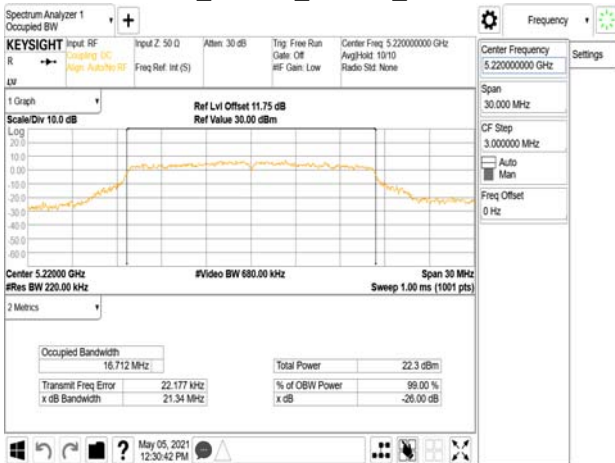 Spectrum Analyzer 1
Occupied BW
+
Frequency
KEYSIGHT
R
LXI
Input: RF
Coupling: DC
Align: Auto/No RF
Input Z: 50 Ω
Freq Ref: Int (S)
Atten: 30 dB
Trig: Free Run
Gate: Off
#IF Gain: Low
Center Freq: 5.220000000 GHz
Avg|Hold: 10/10
Radio Std: None
Center Frequency
5.220000000 GHz
Settings
Span
30.000 MHz
CF Step
3.000000 MHz
Auto
Man
Freq Offset
0 Hz
1 Graph
Scale/Div 10.0 dB
Ref Lvl Offset 11.75 dB
Ref Value 30.00 dBm
Log
20.0
10.0
0.00
-10.0
-20.0
-30.0
-40.0
-50.0
-60.0
Center 5.22000 GHz
#Video BW 680.00 kHz
Span 30 MHz
#Res BW 220.00 kHz
Sweep 1.00 ms (1001 pts)
2 Metrics
Occupied Bandwidth
16.712 MHz
Total Power 22.3 dBm
Transmit Freq Error 22.177 kHz
% of OBW Power 99.00 %
x dB Bandwidth 21.34 MHz
x dB -26.00 dB
?
May 05, 2021
12:30:42 PM